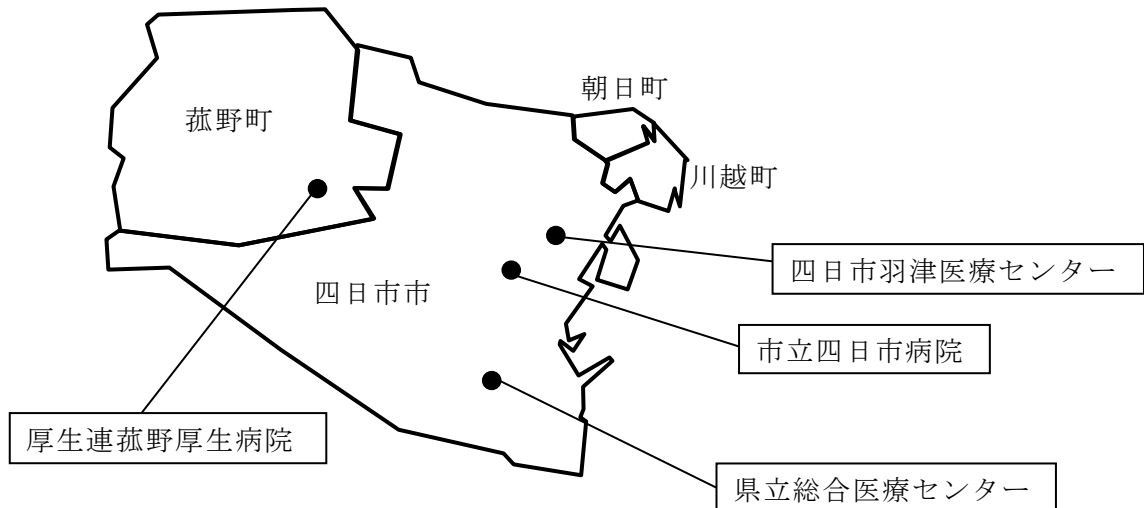 朝日町
菰野町
川越町
四日市羽津医療センター
四日市市
市立四日市病院
厚生連菰野厚生病院
県立総合医療センター